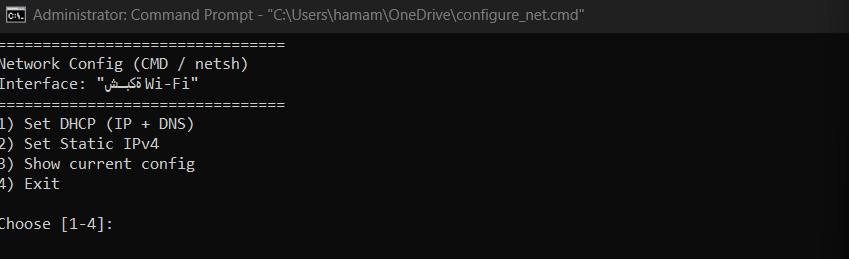 Administrator: Command Prompt - "C:\Users\hamam\OneDrive\configure_net.cmd"
================================
Network Config (CMD / netsh)
Interface: "شبكة Wi-Fi"
================================
1) Set DHCP (IP + DNS)
2) Set Static IPv4
3) Show current config
4) Exit
Choose [1-4]: